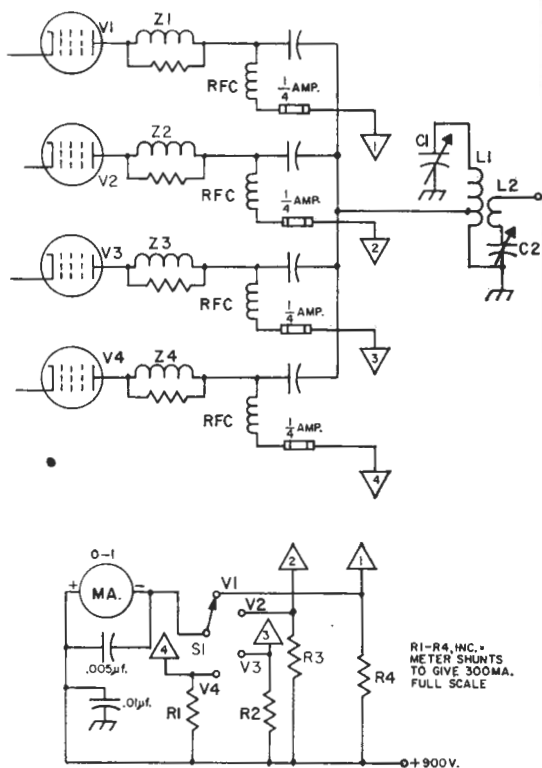 V1
Z1
RFC
1/4 AMP.
1
V2
Z2
RFC
1/4 AMP.
2
C1
L1
L2
C2
V3
Z3
RFC
1/4 AMP.
3
V4
Z4
RFC
1/4 AMP.
4
0-1
+ MA. -
.005µf.
.01µf.
S1
V1
V2
V3
V4
4
3
2
1
R1
R2
R3
R4
R1-R4, INC.=
METER SHUNTS
TO GIVE 300MA.
FULL SCALE
+900V.